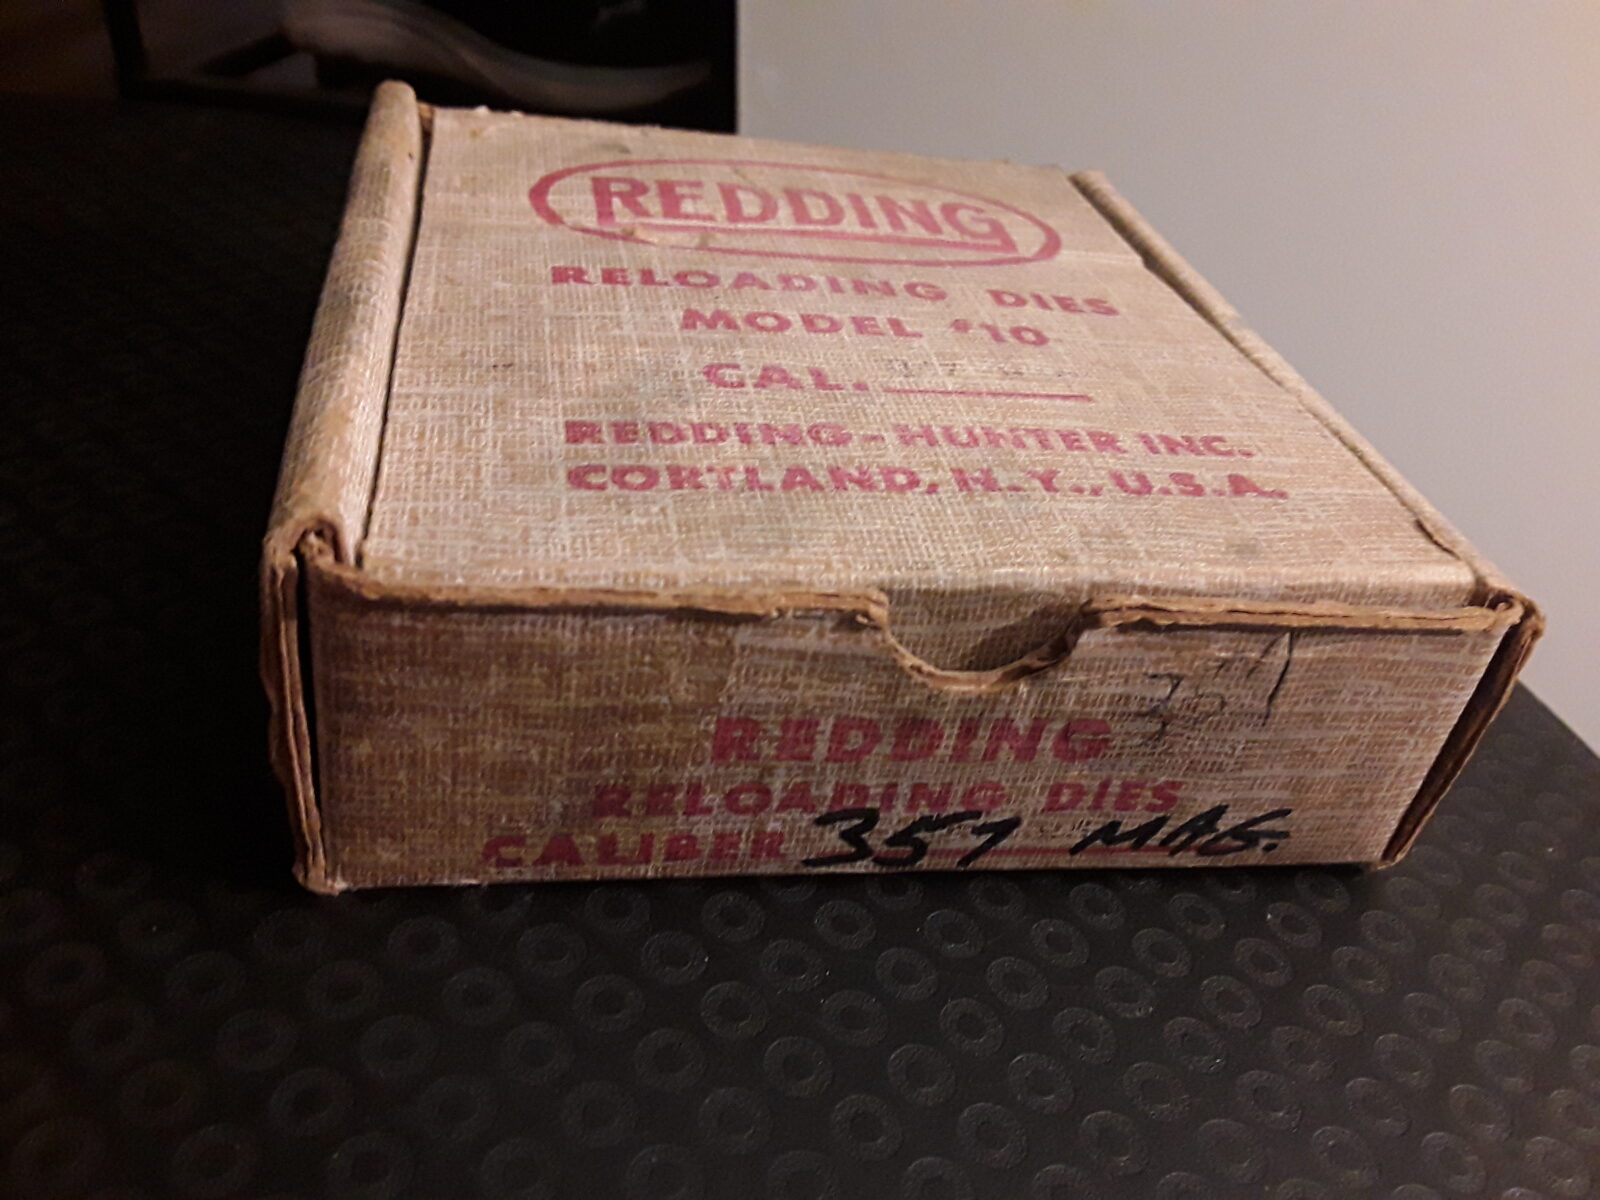 REDDING
RELOADING DIES
MODEL #10
CAL.
REDDING-HUNTER INC.
CORTLAND, N.Y., U.S.A.
357
REDDING
RELOADING DIES
CALIBER 357 MAG.